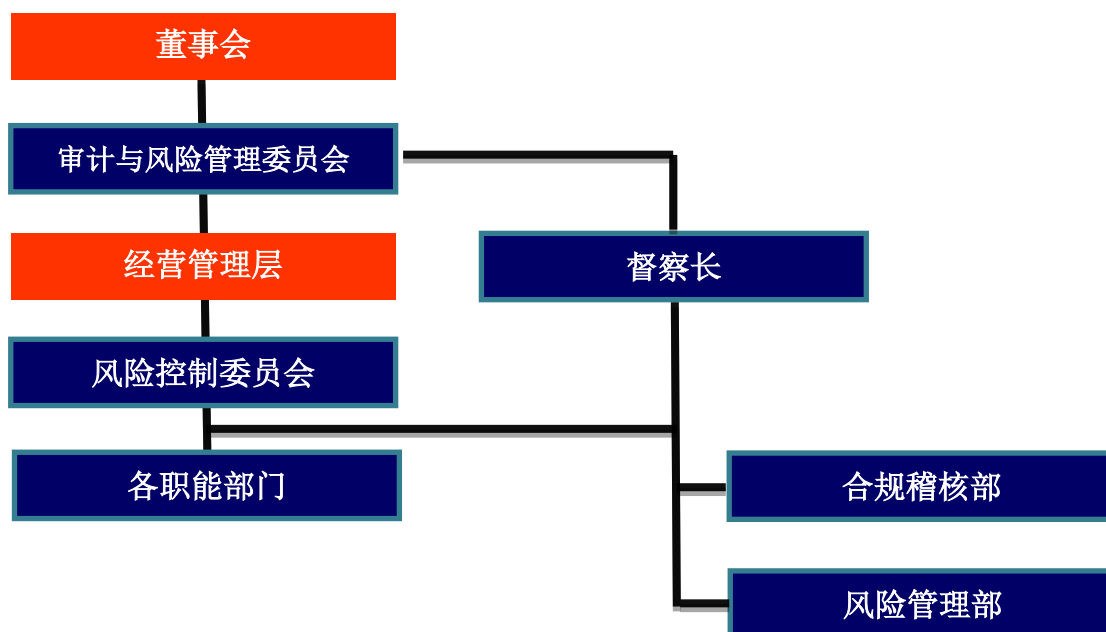 董事会
审计与风险管理委员会
经营管理层
督察长
风险控制委员会
各职能部门
合规稽核部
风险管理部